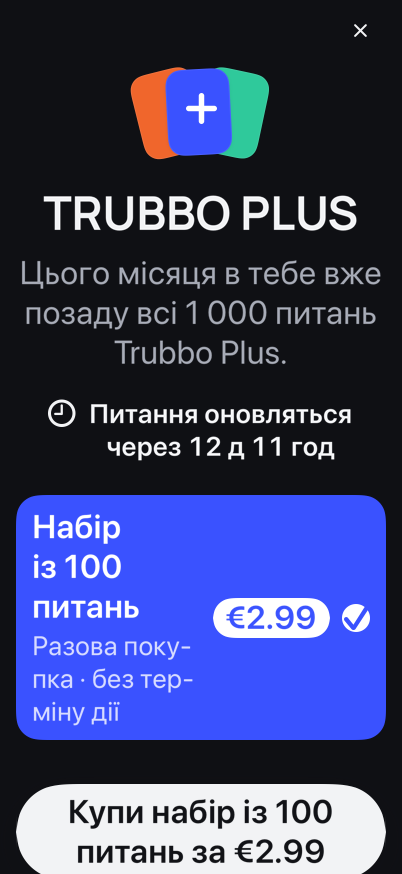 TRUBBO PLUS
Цього місяця в тебе вже
позаду всі 1 000 питань
Trubbo Plus.
Питання оновляться
через 12 д 11 год
Набір
із 100
питань
€2.99
Разова поку-
пка · без тер-
міну дії
Купи набір із 100
питань за €2.99